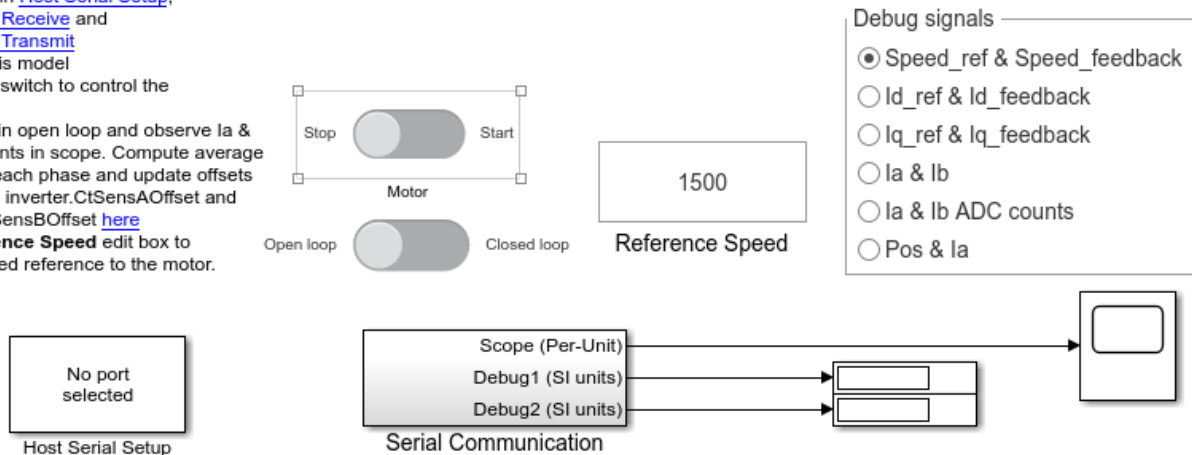 Host Serial Setup,
Receive and
Transmit
is model
switch to control the
in open loop and observe Ia &
nts in scope. Compute average
each phase and update offsets
inverter.CtSensAOffset and
SensBOffset here
ence Speed edit box to
ed reference to the motor.
Stop
Start
Motor
Open loop
Closed loop
1500
Reference Speed
Debug signals
Speed_ref & Speed_feedback
Id_ref & Id_feedback
Iq_ref & Iq_feedback
Ia & Ib
Ia & Ib ADC counts
Pos & Ia
No port
selected
Host Serial Setup
Scope (Per-Unit)
Debug1 (SI units)
Debug2 (SI units)
Serial Communication